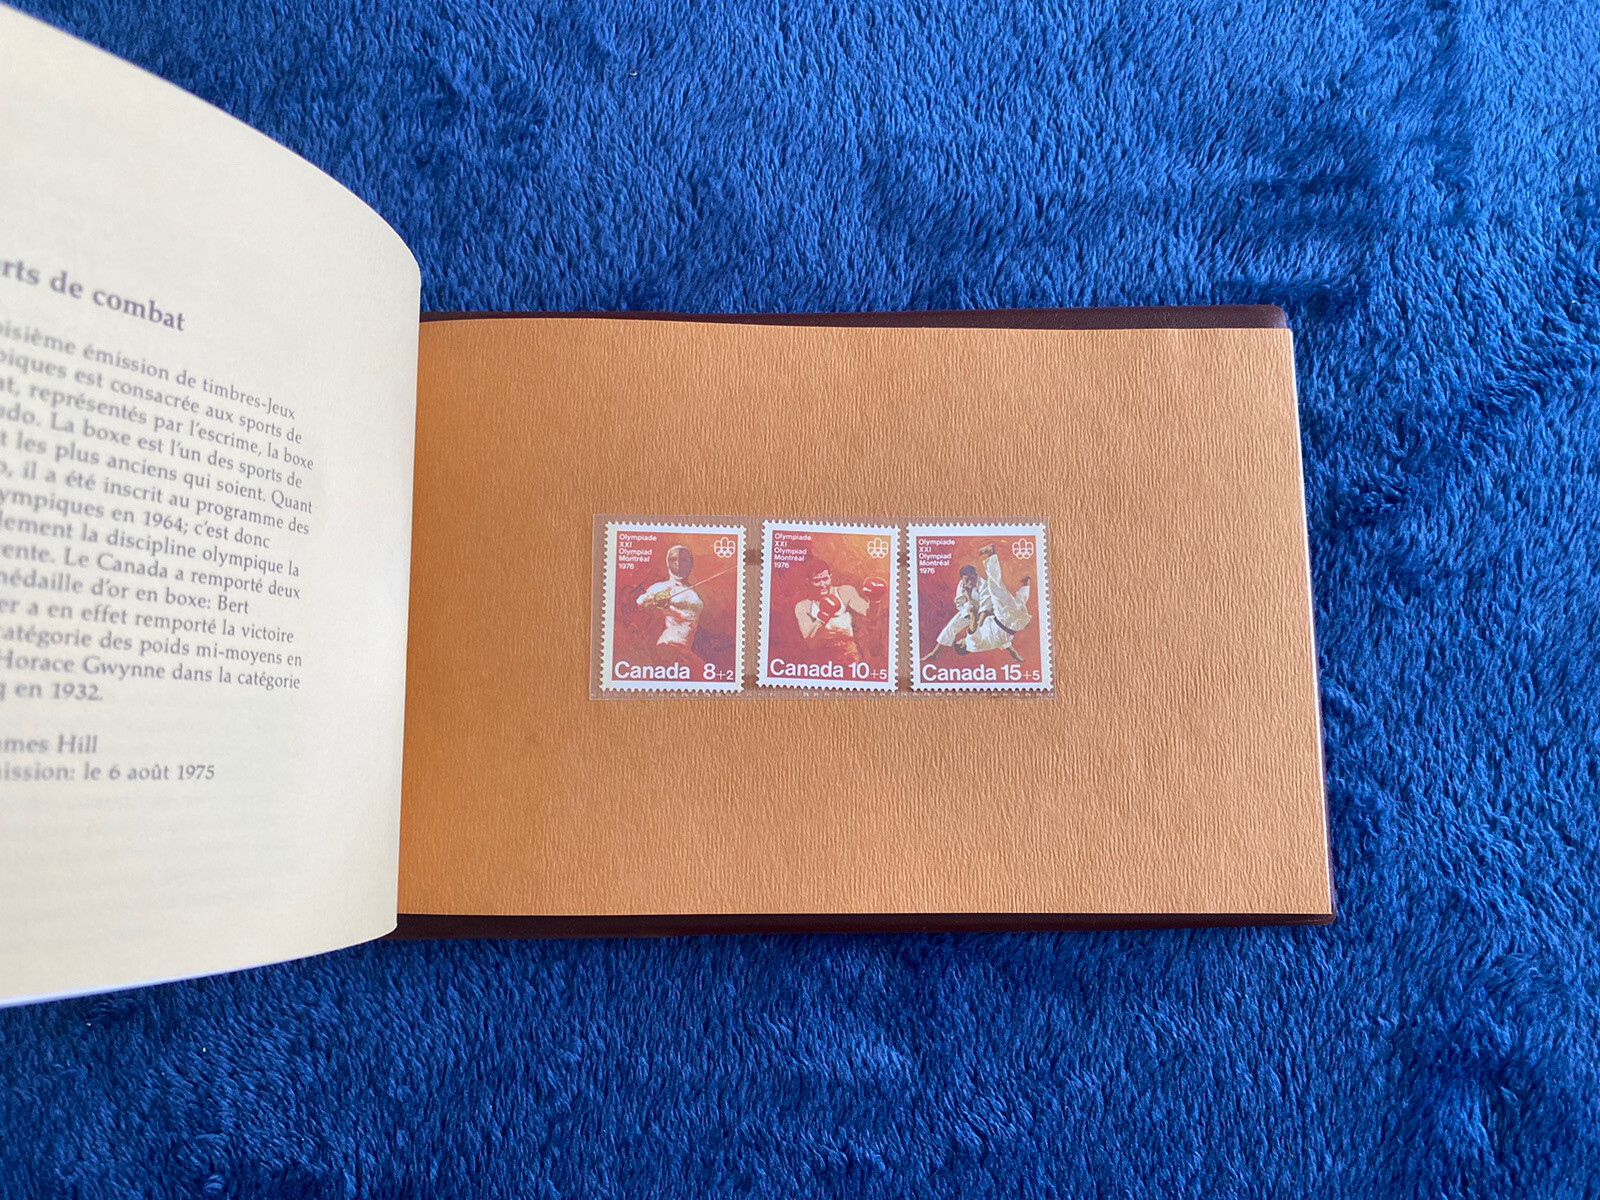 rts de combat
oisième émission de timbres-Jeux
piques est consacrée aux sports de
at, représentés par l'escrime, la boxe
udo. La boxe est l'un des sports de
t les plus anciens qui soient. Quant
o, il a été inscrit au programme des
ympiques en 1964; c'est donc
lement la discipline olympique la
ente. Le Canada a remporté deux
médaille d'or en boxe: Bert
er a en effet remporté la victoire
catégorie des poids mi-moyens en
Horace Gwynne dans la catégorie
q en 1932.
ames Hill
ission: le 6 août 1975
Olympiade
XXI
Olympiad
Montréal
1976
Canada 8+2
Olympiade
XXI
Olympiad
Montréal
1976
Canada 10+5
Olympiade
XXI
Olympiad
Montréal
1976
Canada 15+5